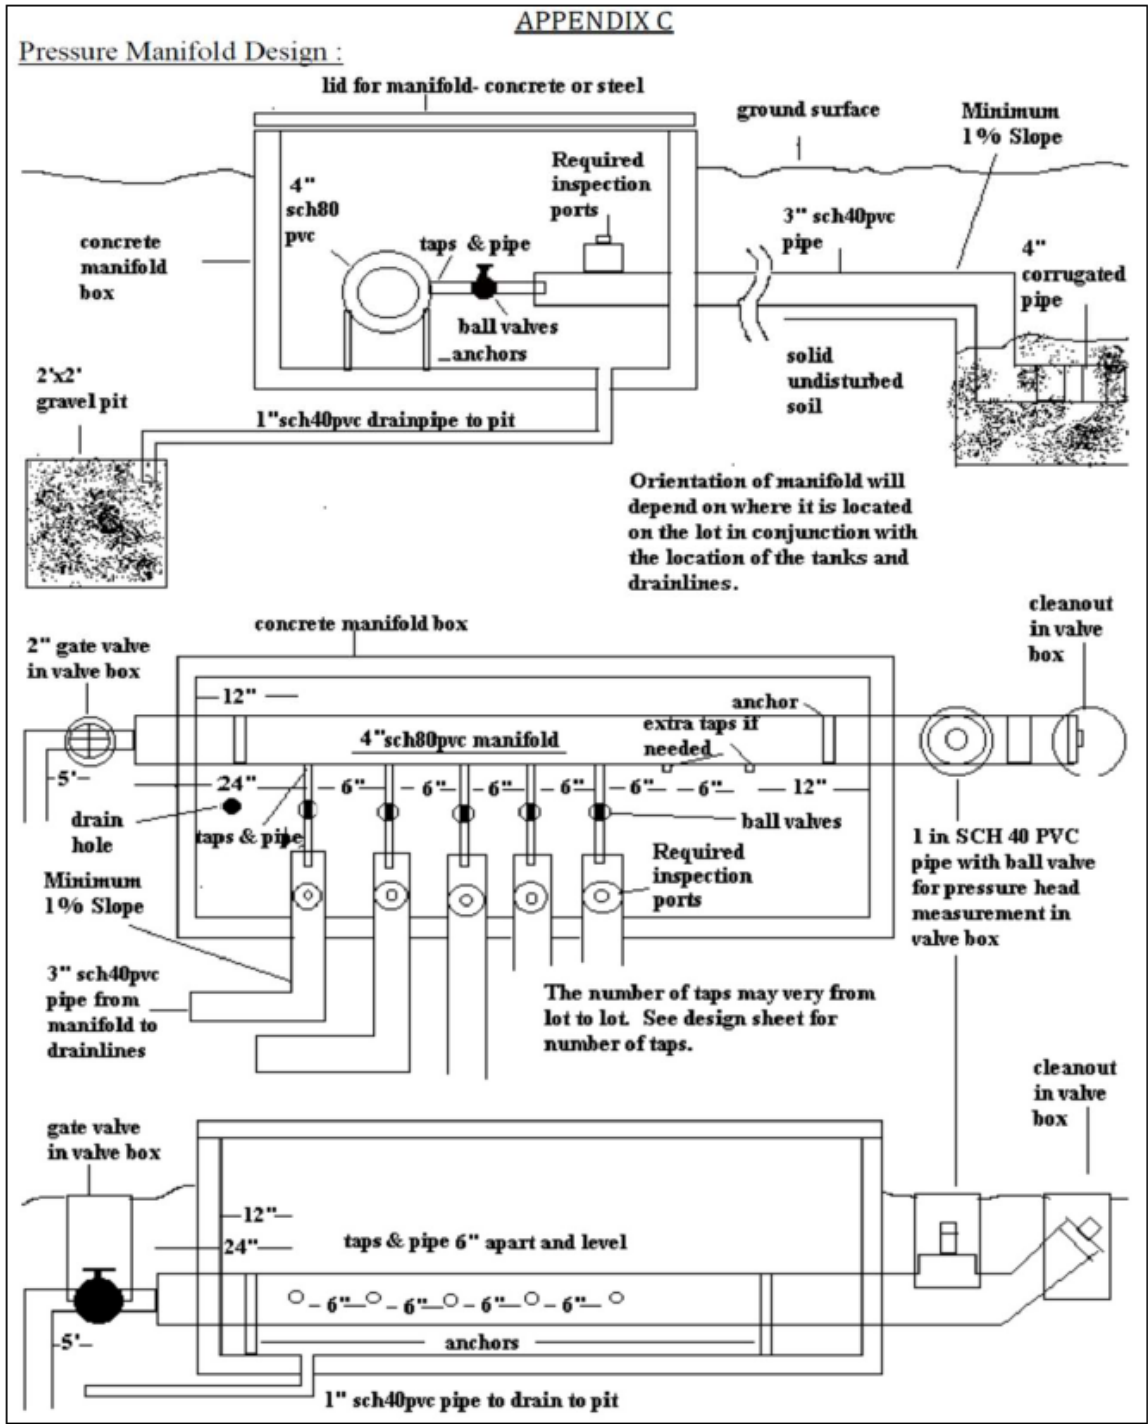 APPENDIX C
Pressure Manifold Design :
lid for manifold- concrete or steel
ground surface
Minimum
1% Slope
Required
inspection
ports
4"
sch80
pvc
3" sch40pvc
pipe
concrete
manifold
box
taps & pipe
4"
corrugated
pipe
ball valves
anchors
solid
undisturbed
soil
2'x2'
gravel pit
1"sch40pvc drainpipe to pit
Orientation of manifold will
depend on where it is located
on the lot in conjunction with
the location of the tanks and
drainlines.
concrete manifold box
cleanout
in valve
box
2" gate valve
in valve box
12"
anchor
extra taps if
needed
4"sch80pvc manifold
5'
24"
6"
6"
6"
6"
6"
6"
12"
drain
hole
taps & pipe
ball valves
1 in SCH 40 PVC
pipe with ball valve
for pressure head
measurement in
valve box
Required
inspection
ports
Minimum
1% Slope
3" sch40pvc
pipe from
manifold to
drainlines
The number of taps may very from
lot to lot. See design sheet for
number of taps.
cleanout
in valve
box
gate valve
in valve box
12"
24"
taps & pipe 6" apart and level
6"
6"
6"
6"
5'
anchors
1" sch40pvc pipe to drain to pit